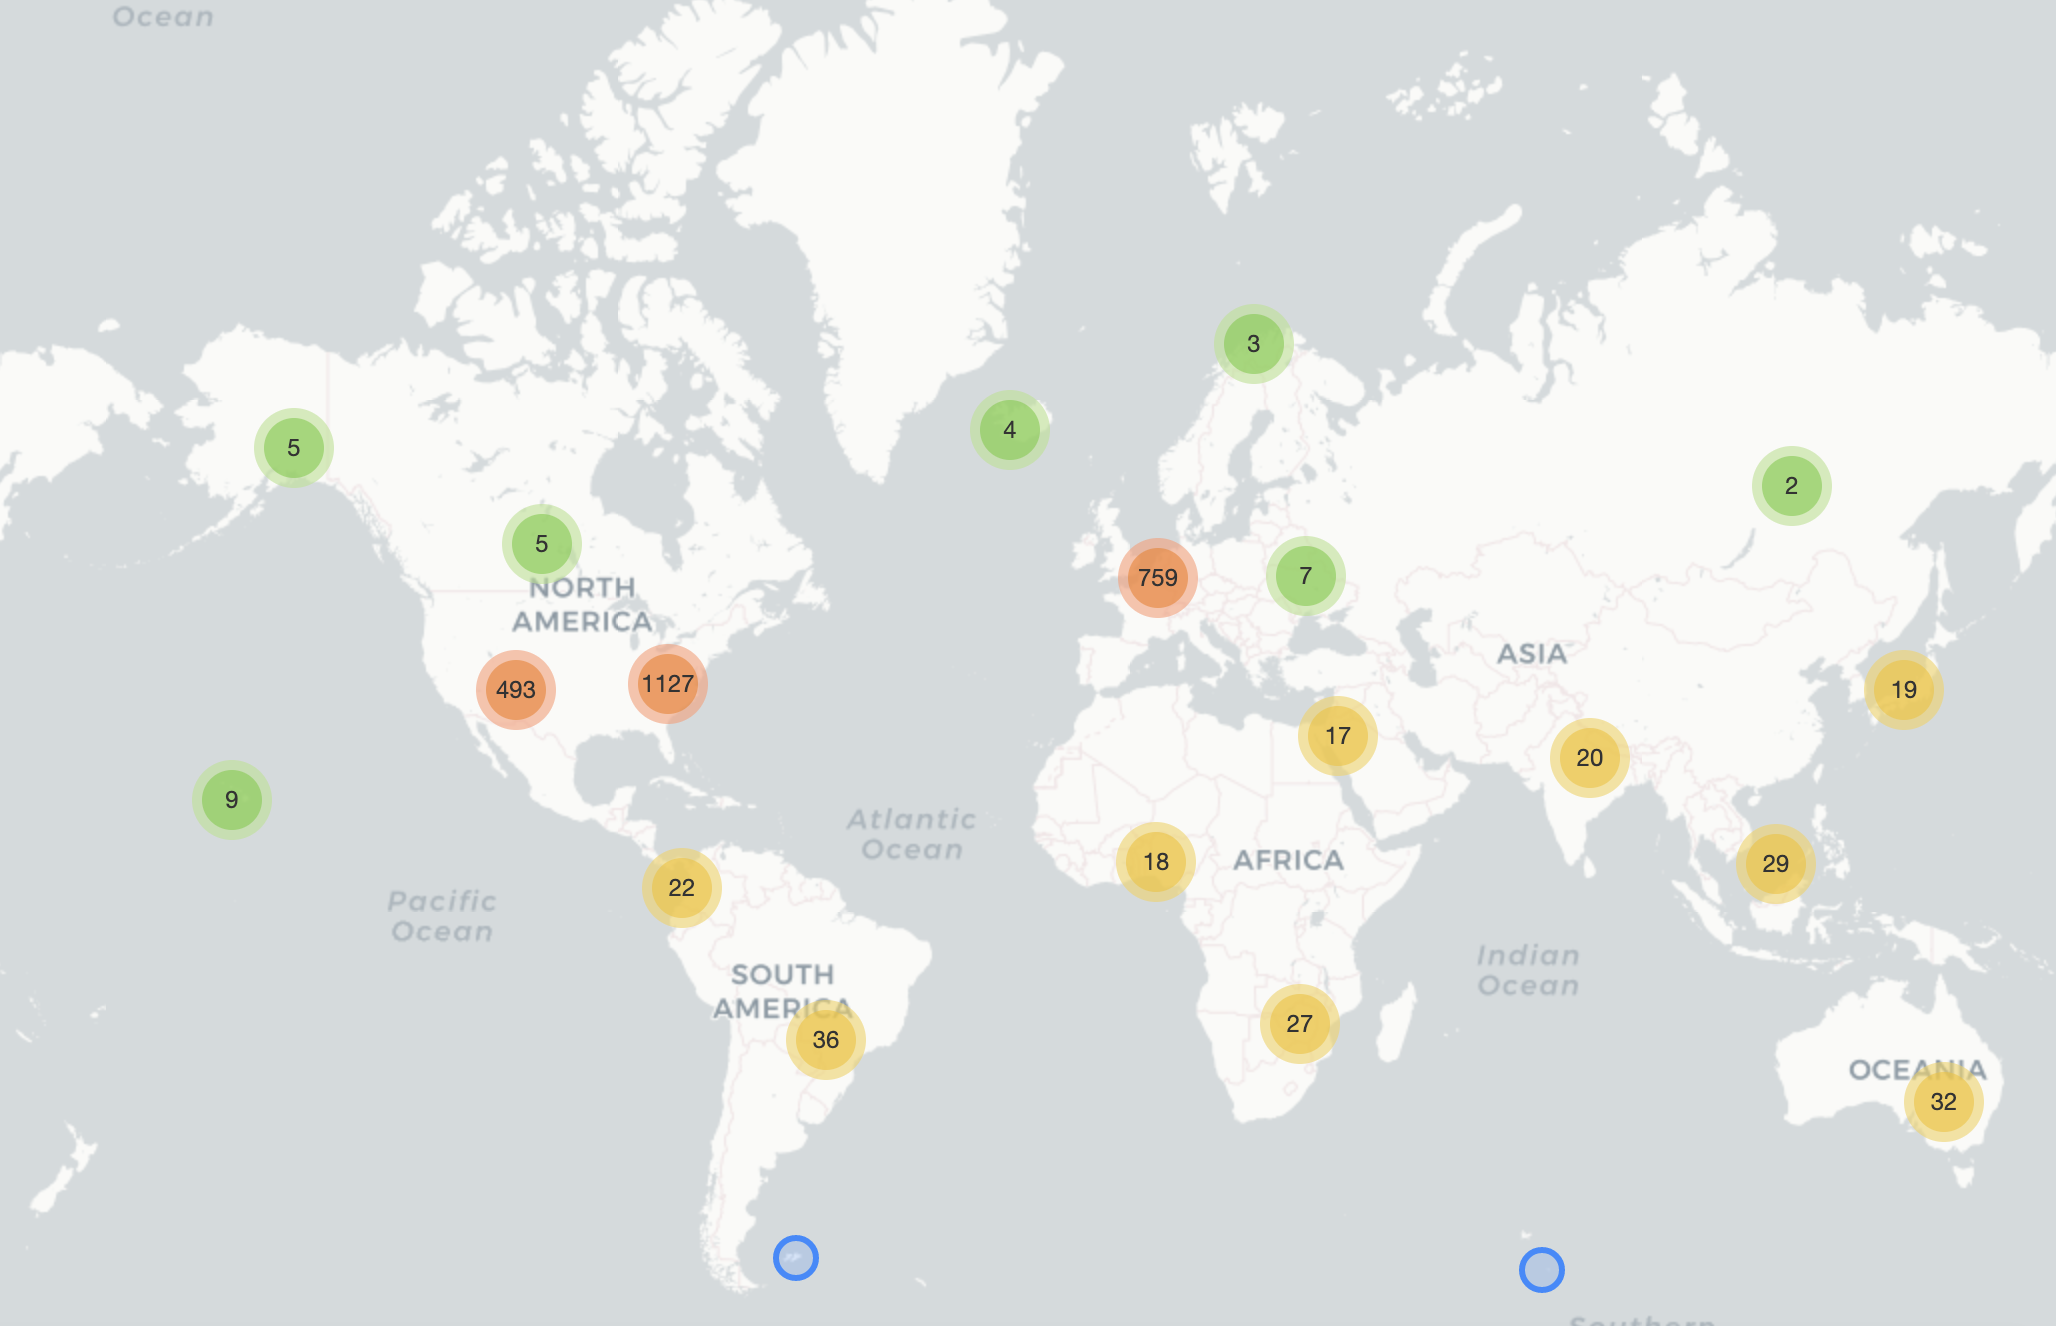 Ocean
3
4
5
2
5
759
7
NORTH
AMERICA
ASIA
493
1127
19
17
20
9
Atlantic
Ocean
18
AFRICA
29
22
Pacific
Ocean
Indian
Ocean
SOUTH
AMERICA
36
27
OCEANIA
32
Southern